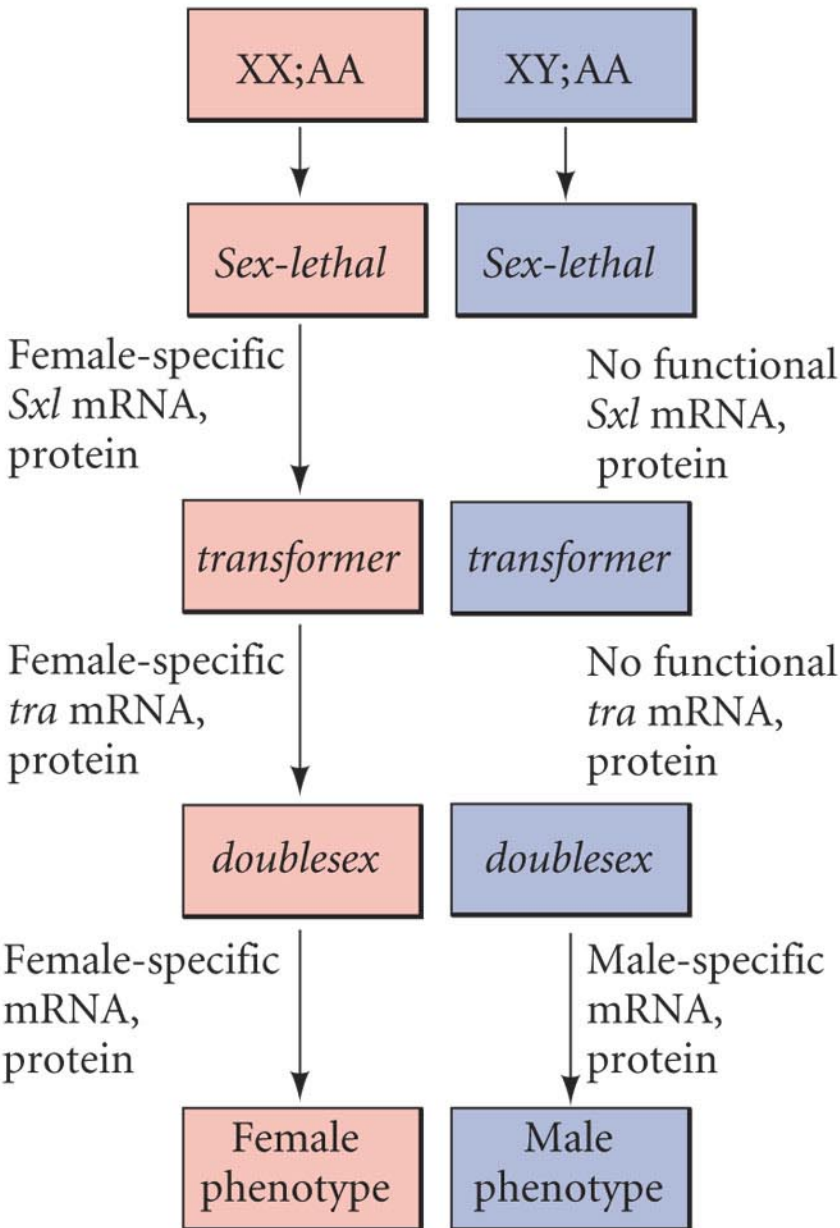 XX;AA
XY;AA
Sex-lethal
Sex-lethal
Female-specific
Sxl mRNA,
protein
No functional
Sxl mRNA,
protein
transformer
transformer
Female-specific
tra mRNA,
protein
No functional
tra mRNA,
protein
doublesex
doublesex
Female-specific
mRNA,
protein
Male-specific
mRNA,
protein
Female
phenotype
Male
phenotype